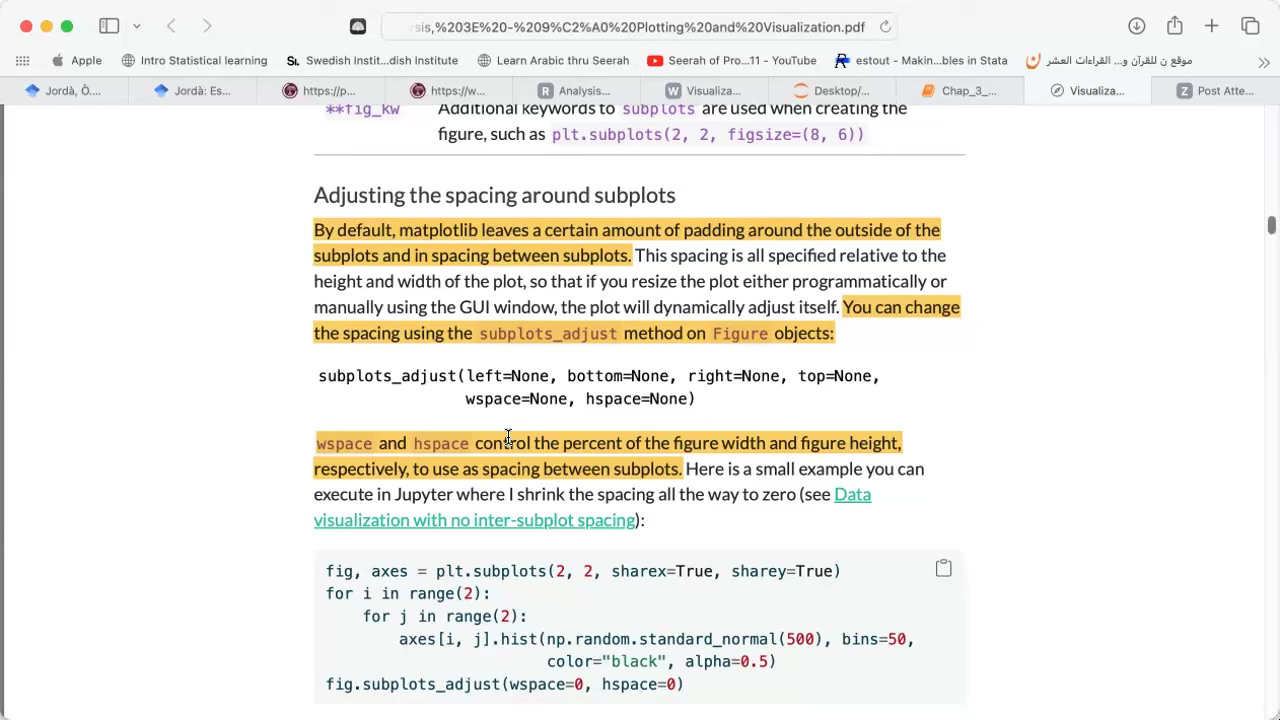 sis,%203E%20-%209%C2%A0%20Plotting%20and%20Visualization.pdf
Apple Intro Statistical learning Swedish Instit...dish Institute Learn Arabic thru Seerah Seerah of Pro...11 - YouTube estout - Makin...bles in Stata موقع ن للقرآن و... القراءات العشر
Jordà, Ò.... Jordà: Es... https://p... https://w... Analysis... Visualiza... Desktop/... Chap_3_... Visualiza... Post Atte...
**fig_kw Additional keywords to subplots are used when creating the
figure, such as plt.subplots(2, 2, figsize=(8, 6))
Adjusting the spacing around subplots
By default, matplotlib leaves a certain amount of padding around the outside of the
subplots and in spacing between subplots. This spacing is all specified relative to the
height and width of the plot, so that if you resize the plot either programmatically or
manually using the GUI window, the plot will dynamically adjust itself. You can change
the spacing using the subplots_adjust method on Figure objects:
subplots_adjust(left=None, bottom=None, right=None, top=None,
wspace=None, hspace=None)
wspace and hspace control the percent of the figure width and figure height,
respectively, to use as spacing between subplots. Here is a small example you can
execute in Jupyter where I shrink the spacing all the way to zero (see Data
visualization with no inter-subplot spacing):
fig, axes = plt.subplots(2, 2, sharex=True, sharey=True)
for i in range(2):
for j in range(2):
axes[i, j].hist(np.random.standard_normal(500), bins=50,
color="black", alpha=0.5)
fig.subplots_adjust(wspace=0, hspace=0)